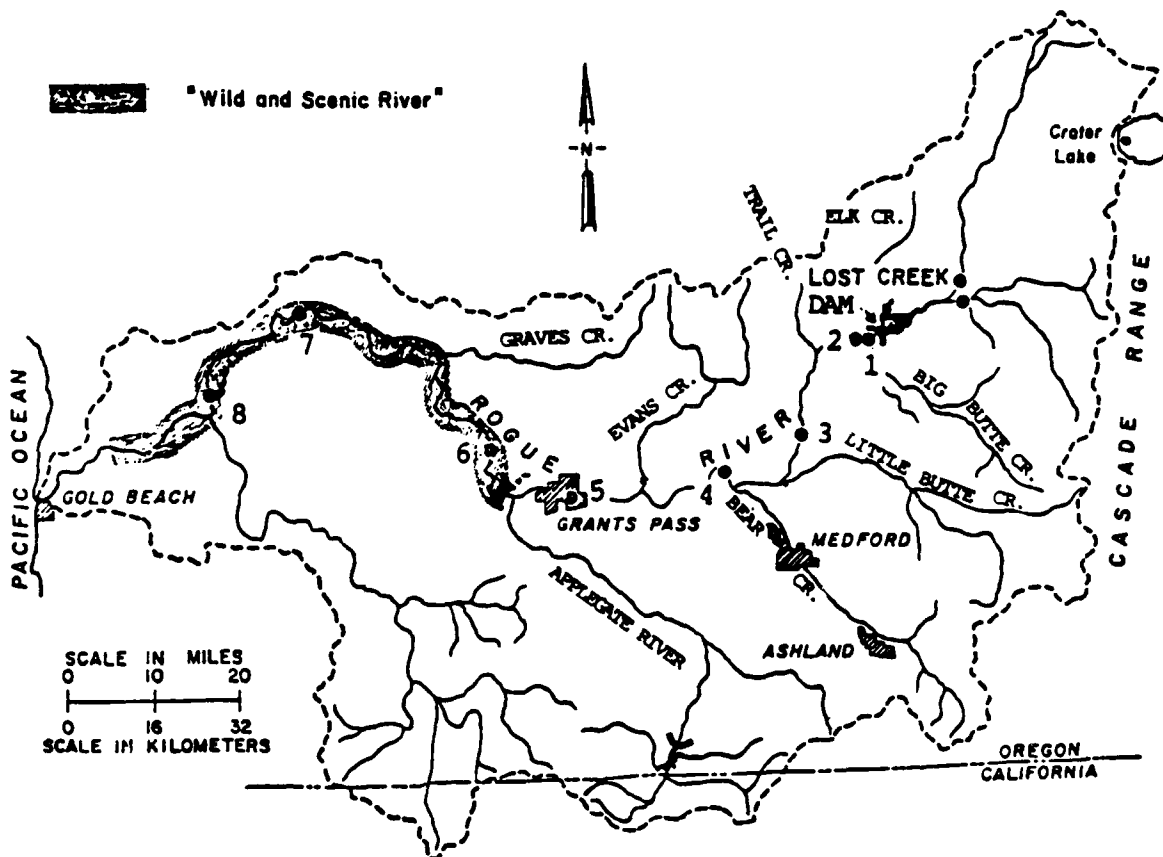 "Wild and Scenic River"
-N-
Crater
Lake
TRAIL CR.
ELK CR.
LOST CREEK
DAM
CASCADE RANGE
2
1
7
GRAVES CR.
EVANS CR.
BIG BUTTE CR.
8
ROGUE
RIVER
3
LITTLE BUTTE CR.
PACIFIC OCEAN
6
5
4
GOLD BEACH
GRANTS PASS
BEAR
CR.
MEDFORD
APPLEGATE RIVER
ASHLAND
SCALE IN MILES
0 10 20
0 16 32
SCALE IN KILOMETERS
OREGON
CALIFORNIA